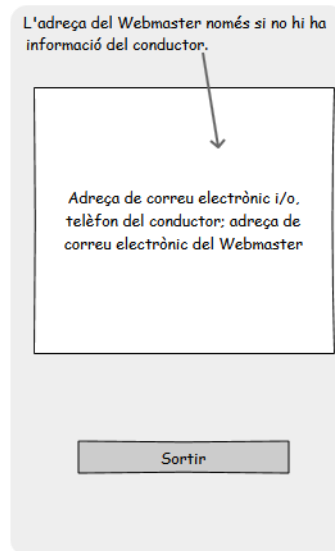 L'adreça del Webmaster només si no hi ha
informació del conductor.
Adreça de correu electrònic i/o,
telèfon del conductor; adreça de
correu electrònic del Webmaster
Sortir